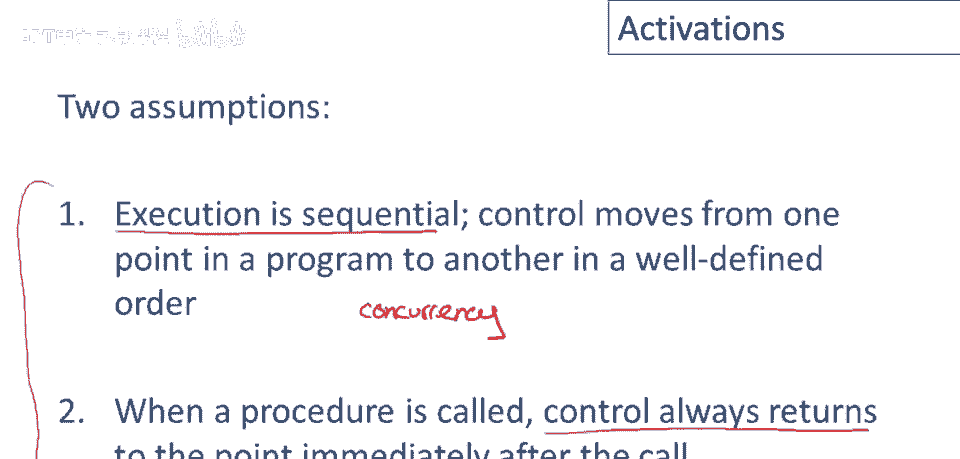 Activations
Two assumptions:
1. Execution is sequential; control moves from one
point in a program to another in a well-defined
order
concurrency
2. When a procedure is called, control always returns
to the point immediately after the call